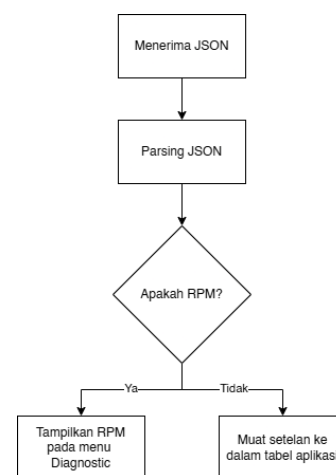 Menerima JSON
Parsing JSON
Apakah RPM?
Ya
Tidak
Tampilkan RPM
pada menu
Diagnostic
Muat setelan ke
dalam tabel aplikasi